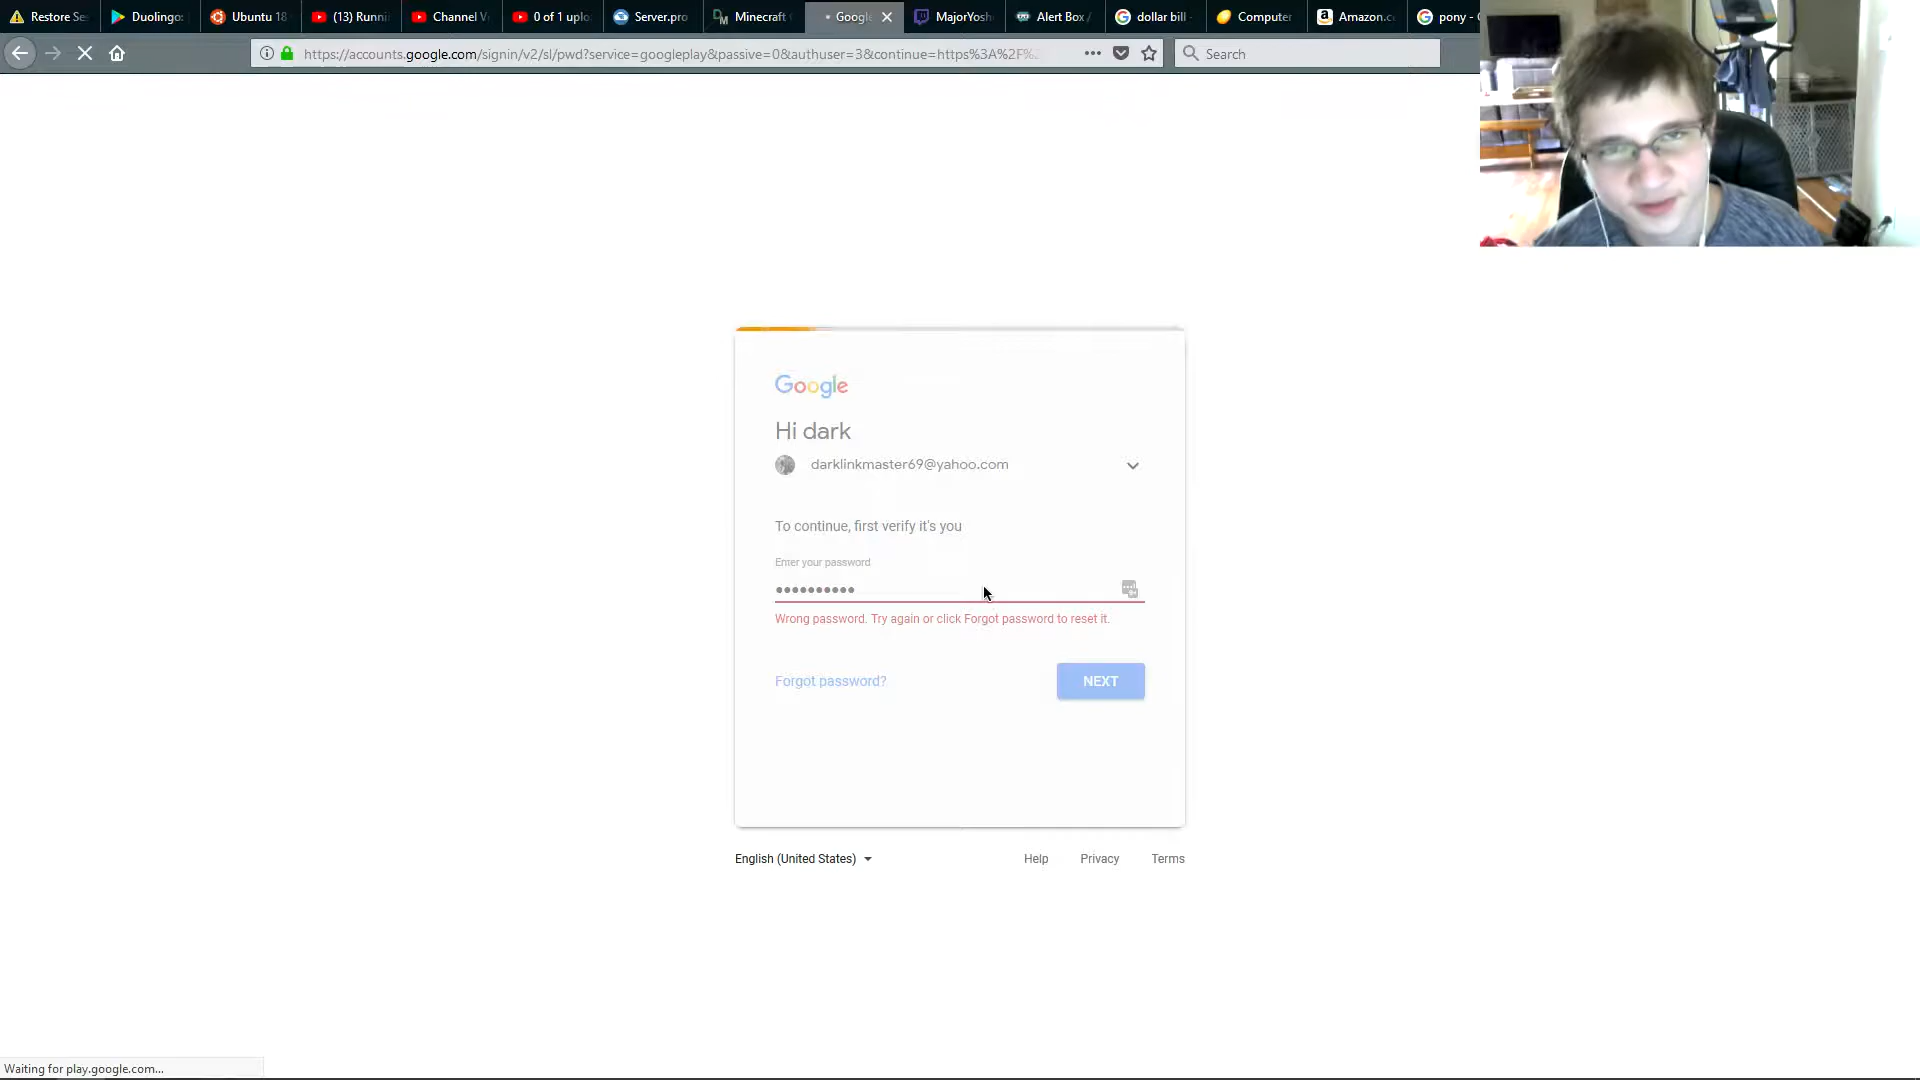 Restore Se
Duolingo:
Ubuntu 18
(13) Runni
Channel V
0 of 1 uplo
Server.pro
Minecraft
Google
MajorYosh
Alert Box /
dollar bill -
Computer
Amazon.c
pony - G
https://accounts.google.com/signin/v2/sl/pwd?service=googleplay&passive=0&authuser=3&continue=https%3A%2F%2
Search
Google
Hi dark
darklinkmaster69@yahoo.com
To continue, first verify it's you
Enter your password
••••••••••
Wrong password. Try again or click Forgot password to reset it.
Forgot password?
NEXT
English (United States)
Help
Privacy
Terms
Waiting for play.google.com...